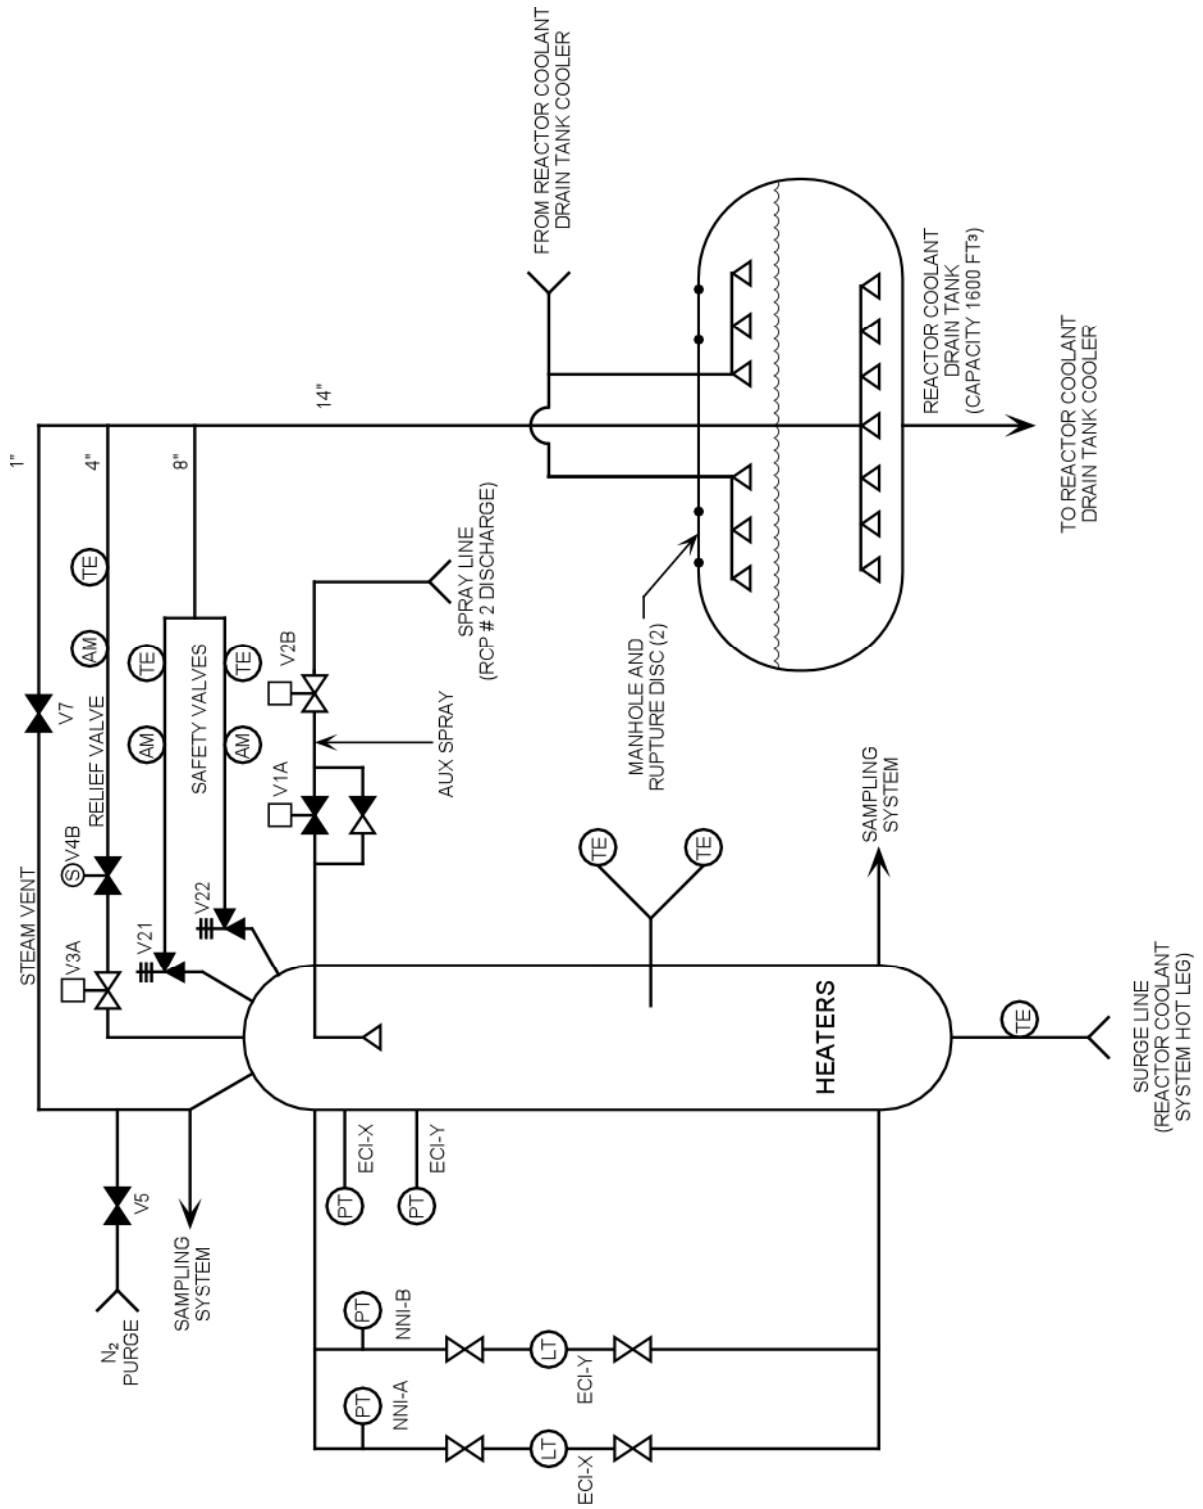 FROM REACTOR COOLANT
DRAIN TANK COOLER
14"
1"
4"
8"
TE
AM
TE
TE
AM
AM
V7
RELIEF VALVE
SAFETY VALVES
V4B
S
STEAM VENT
V3A
V21
V22
V2B
V1A
SPRAY LINE
(RCP # 2 DISCHARGE)
AUX SPRAY
MANHOLE AND
RUPTURE DISC (2)
REACTOR COOLANT
DRAIN TANK
(CAPACITY 1600 FT³)
TO REACTOR COOLANT
DRAIN TANK COOLER
TE
TE
SAMPLING
SYSTEM
HEATERS
TE
SURGE LINE
(REACTOR COOLANT
SYSTEM HOT LEG)
V5
N₂
PURGE
SAMPLING
SYSTEM
PT
ECI-X
PT
ECI-Y
PT
NNI-B
PT
NNI-A
LT
ECI-Y
LT
ECI-X